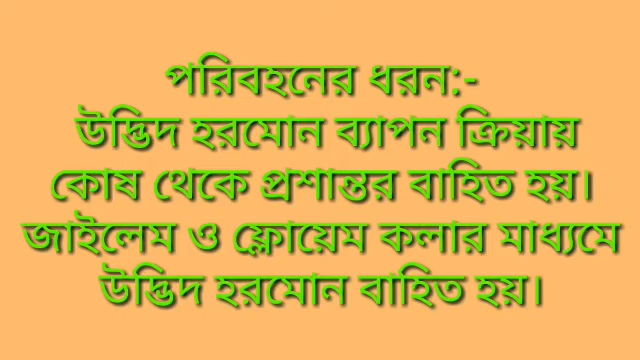 পরিবহনের ধরন:-
উদ্ভিদ হরমোন ব্যাপন ক্রিয়ায়
কোষ থেকে প্রশান্তর বাহিত হয়।
জাইলেম ও ফ্লোয়েম কলার মাধ্যমে
উদ্ভিদ হরমোন বাহিত হয়।